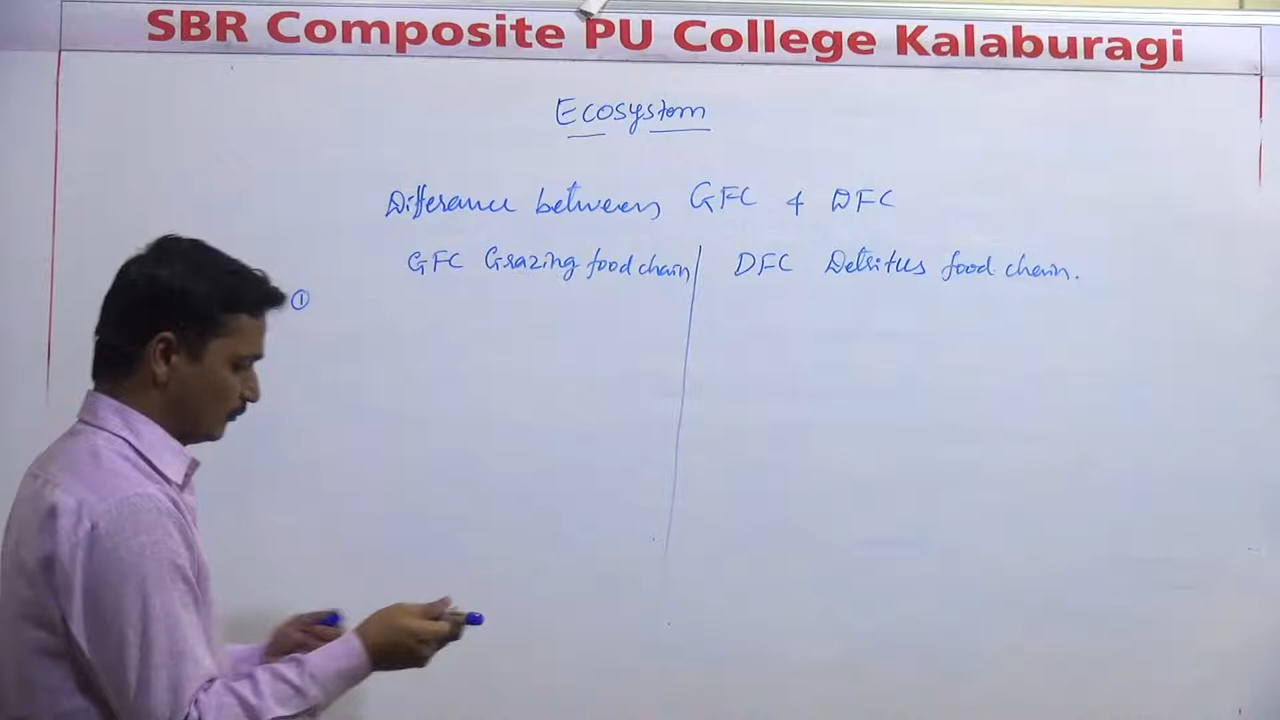 SBR Composite PU College Kalaburagi
Ecosystem
Difference between GFC & DFC
GFC Grazing food chain DFC Detritus food chain.
①